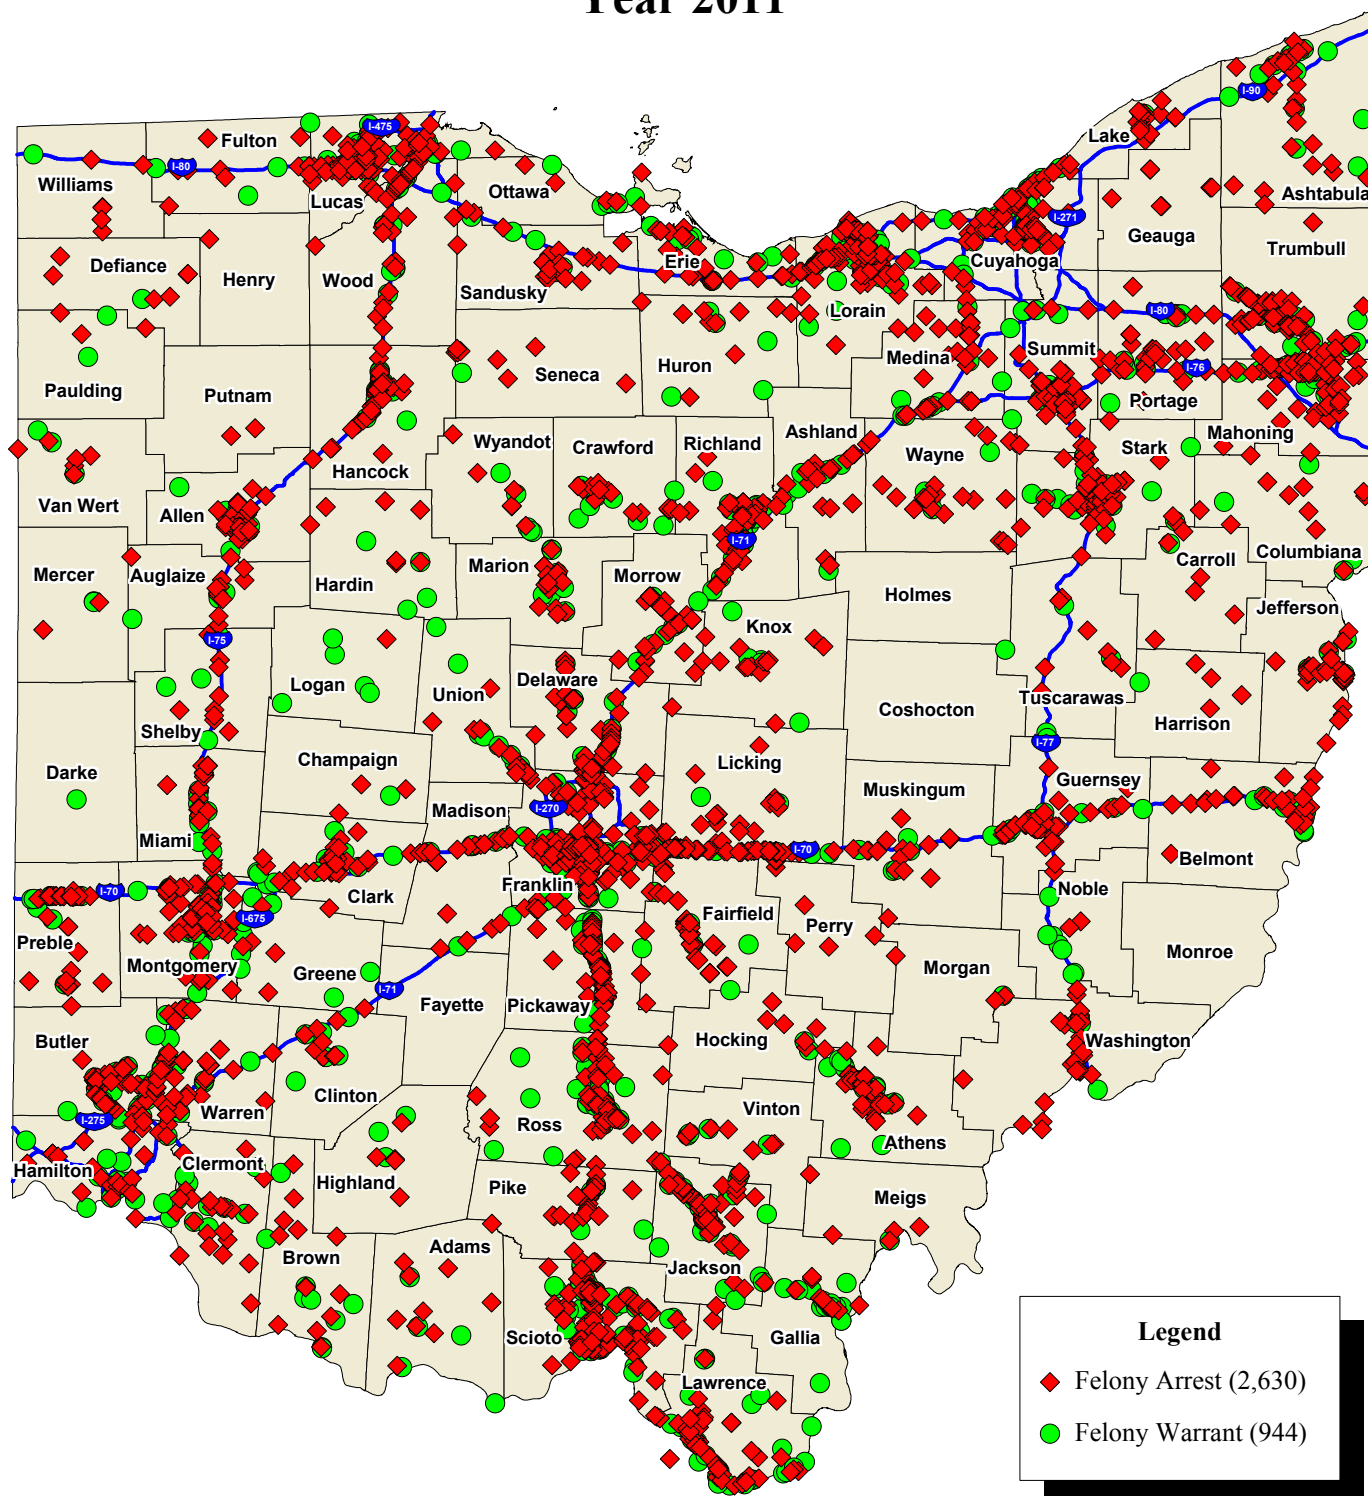 Year 2011
I-90
I-475
Lake
Fulton
I-80
Williams
Ottawa
Ashtabula
Lucas
I-271
Geauga
Trumbull
Erie
Cuyahoga
Defiance
Henry
Wood
Sandusky
Lorain
I-80
Summit
Medina
Huron
I-76
Seneca
Paulding
Putnam
Portage
Ashland
Mahoning
Wyandot
Crawford
Richland
Stark
Wayne
Hancock
Van Wert
Allen
I-71
Columbiana
Carroll
Marion
Mercer
Auglaize
Morrow
Hardin
Holmes
Jefferson
Knox
I-75
Delaware
Logan
Union
Tuscarawas
Coshocton
Harrison
Shelby
I-77
Champaign
Licking
Darke
Guernsey
Muskingum
I-270
Madison
Miami
I-70
Belmont
Franklin
Noble
I-70
Clark
Fairfield
I-675
Perry
Preble
Monroe
Montgomery
Morgan
Greene
I-71
Fayette
Pickaway
Hocking
Butler
Washington
Clinton
Vinton
Warren
I-275
Ross
Athens
Clermont
Hamilton
Highland
Pike
Meigs
Adams
Brown
Jackson
Scioto
Gallia
Lawrence
Legend
Felony Arrest (2,630)
Felony Warrant (944)